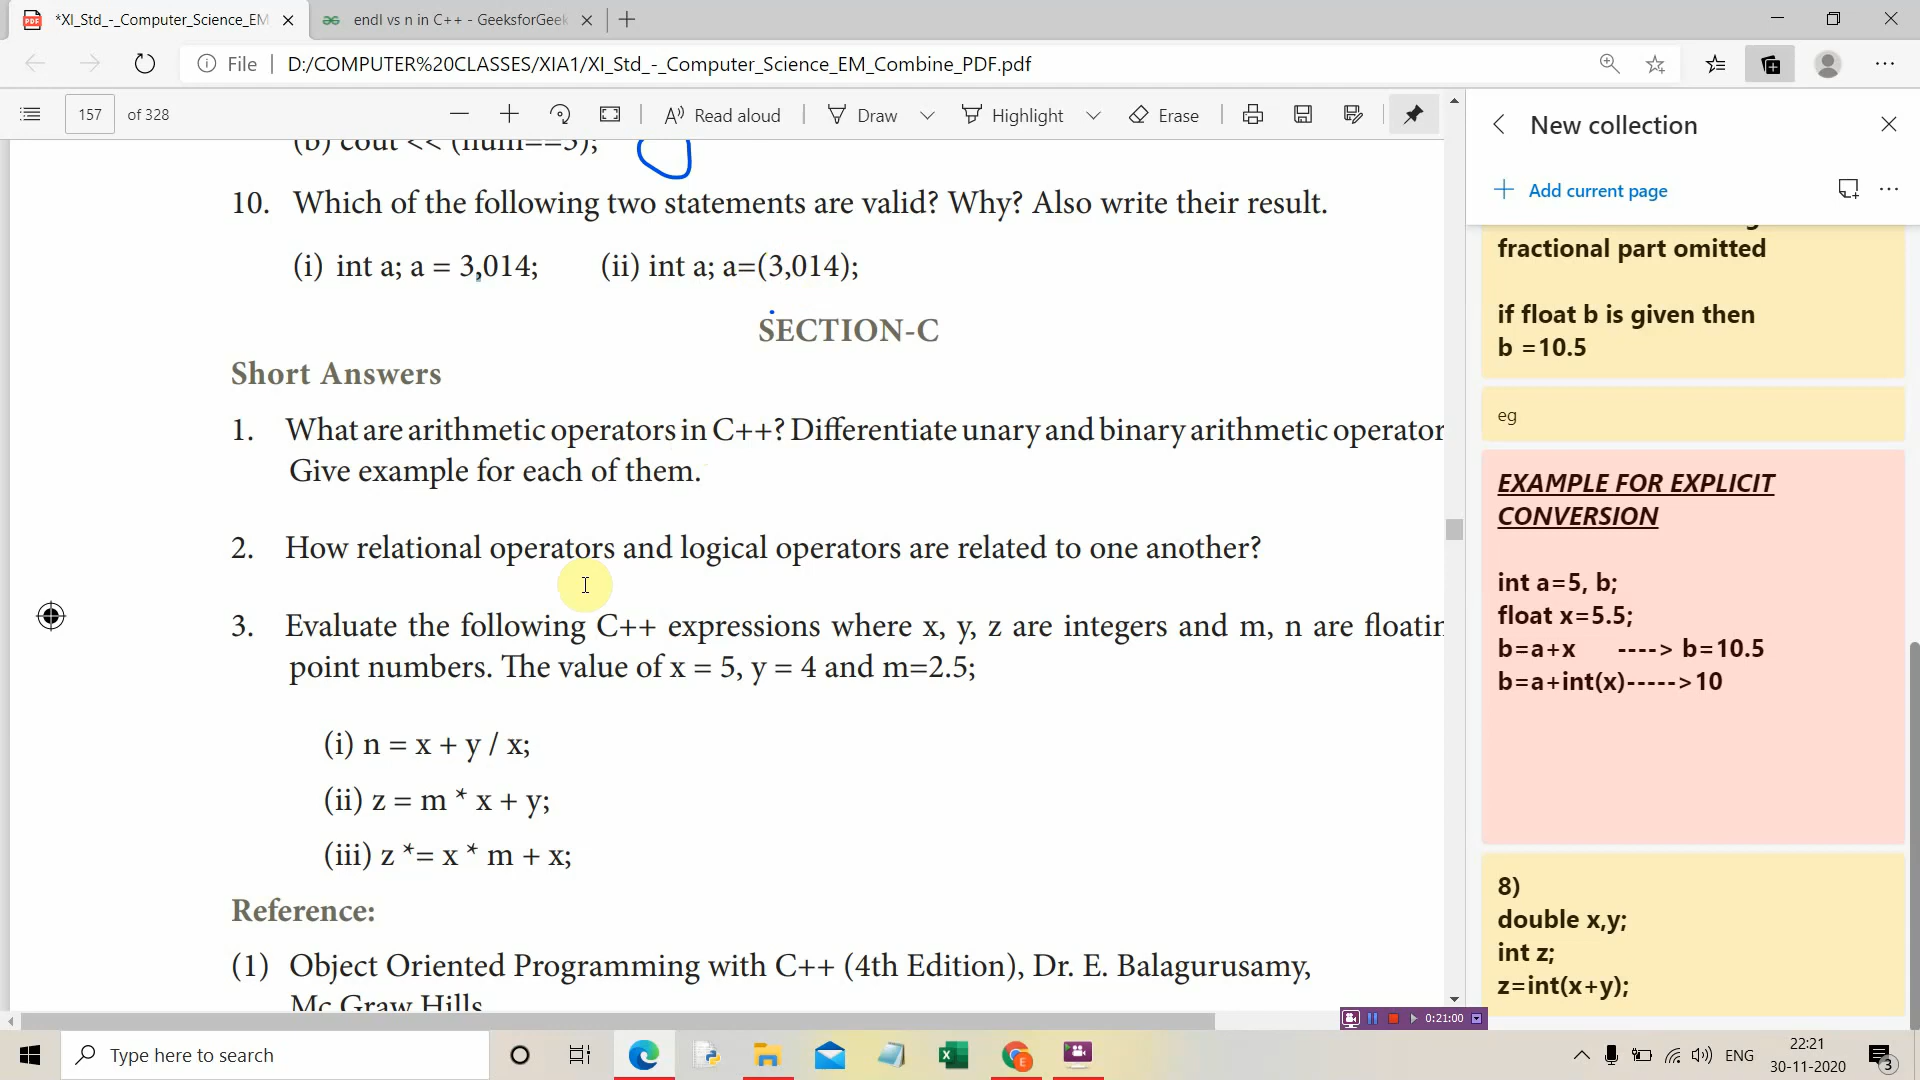 *XI_Std_-_Computer_Science_EM
endl vs n in C++ - GeeksforGeek
File
D:/COMPUTER%20CLASSES/XIA1/XI_Std_-_Computer_Science_EM_Combine_PDF.pdf
157 of 328
Read aloud
Draw
Highlight
Erase
(b) cout << (num==5);
10. Which of the following two statements are valid? Why? Also write their result.
(i) int a; a = 3,014; (ii) int a; a=(3,014);
SECTION-C
Short Answers
1. What are arithmetic operators in C++? Differentiate unary and binary arithmetic operator
Give example for each of them.
2. How relational operators and logical operators are related to one another?
3. Evaluate the following C++ expressions where x, y, z are integers and m, n are floatin
point numbers. The value of x = 5, y = 4 and m=2.5;
(i) n = x + y / x;
(ii) z = m * x + y;
(iii) z *= x * m + x;
Reference:
(1) Object Oriented Programming with C++ (4th Edition), Dr. E. Balagurusamy,
Mc.Graw Hills.
New collection
Add current page
fractional part omitted
if float b is given then
b =10.5
eg
EXAMPLE FOR EXPLICIT
CONVERSION
int a=5, b;
float x=5.5;
b=a+x ----> b=10.5
b=a+int(x)----->10
8)
double x,y;
int z;
z=int(x+y);
0:21:00
Type here to search
ENG
22:21
30-11-2020
3